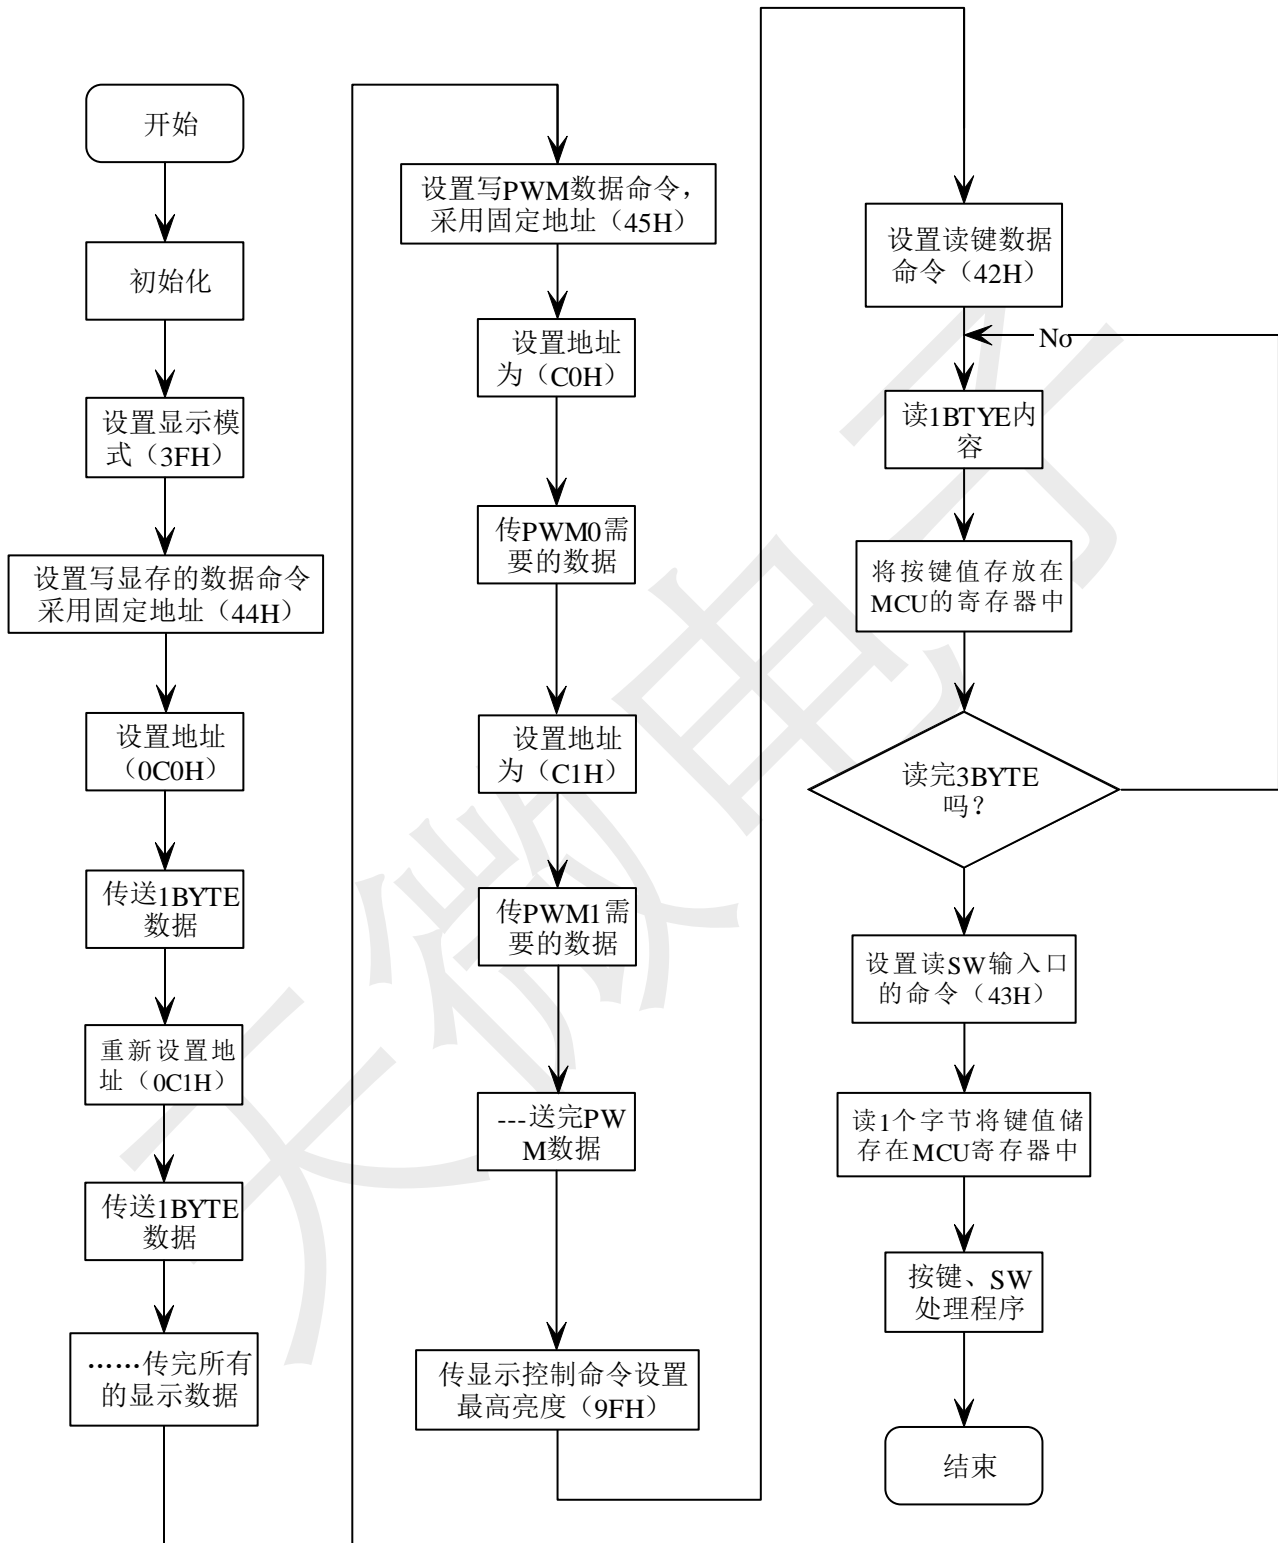 开始
初始化
设置显示模
式（3FH）
设置写显存的数据命令
采用固定地址（44H）
设置地址
（0C0H）
传送1BYTE
数据
重新设置地
址（0C1H）
传送1BYTE
数据
……传完所有
的显示数据
设置写PWM数据命令，
采用固定地址（45H）
设置地址
为（C0H）
传PWM0需
要的数据
设置地址
为（C1H）
传PWM1需
要的数据
---送完PW
M数据
传显示控制命令设置
最高亮度（9FH）
设置读键数据
命令（42H）
No
读1BTYE内
容
将按键值存放在
MCU的寄存器中
读完3BYTE
吗？
设置读SW输入口
的命令（43H）
读1个字节将键值储
存在MCU寄存器中
按键、SW
处理程序
结束
天微电子